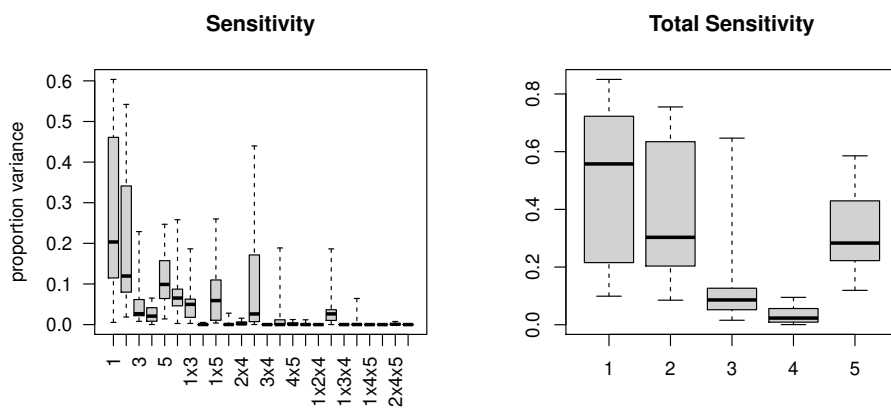 Sensitivity
proportion variance
0.6
0.5
0.4
0.3
0.2
0.1
0.0
1
3
5
1x3
1x5
2x4
3x4
4x5
1x2x4
1x3x4
1x4x5
2x4x5
Total Sensitivity
0.8
0.6
0.4
0.2
0.0
1 2 3 4 5